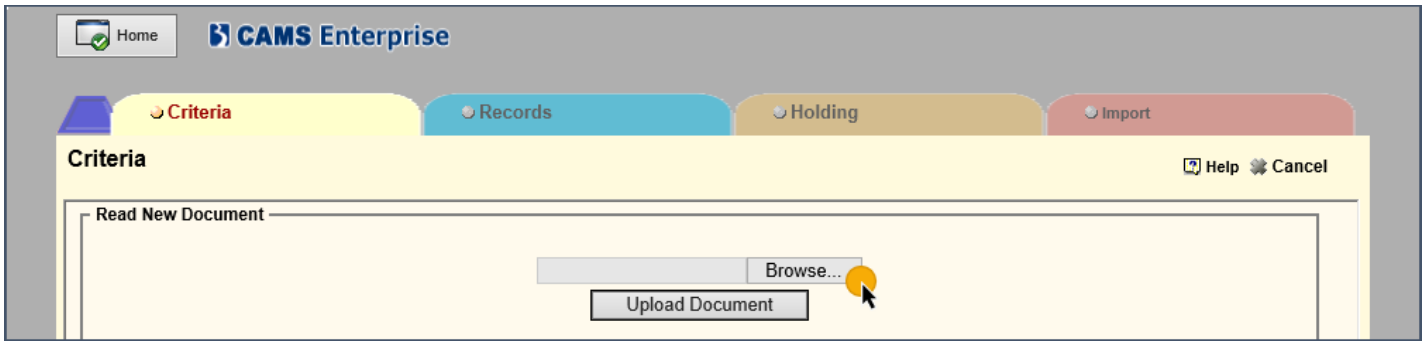 Home
CAMS Enterprise
Criteria
Records
Holding
Import
Criteria
Help
Cancel
Read New Document
Browse...
Upload Document